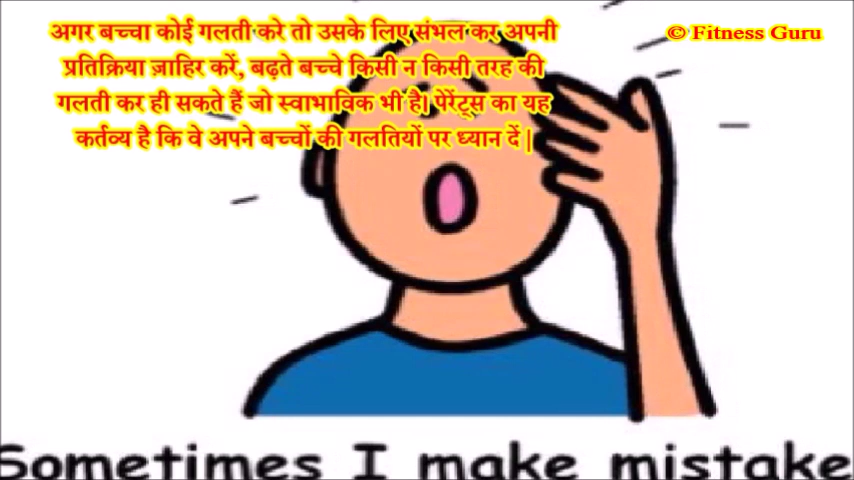 अगर बच्चा कोई गलती करे तो उसके लिए संभल कर अपनी
© Fitness Guru
प्रतिक्रिया ज़ाहिर करें, बढ़ते बच्चे किसी न किसी तरह की
गलती कर ही सकते हैं जो स्वाभाविक भी है। पेरेंट्स का यह
कर्तव्य है कि वे अपने बच्चों की गलतियों पर ध्यान दें |
Sometimes I make mistake